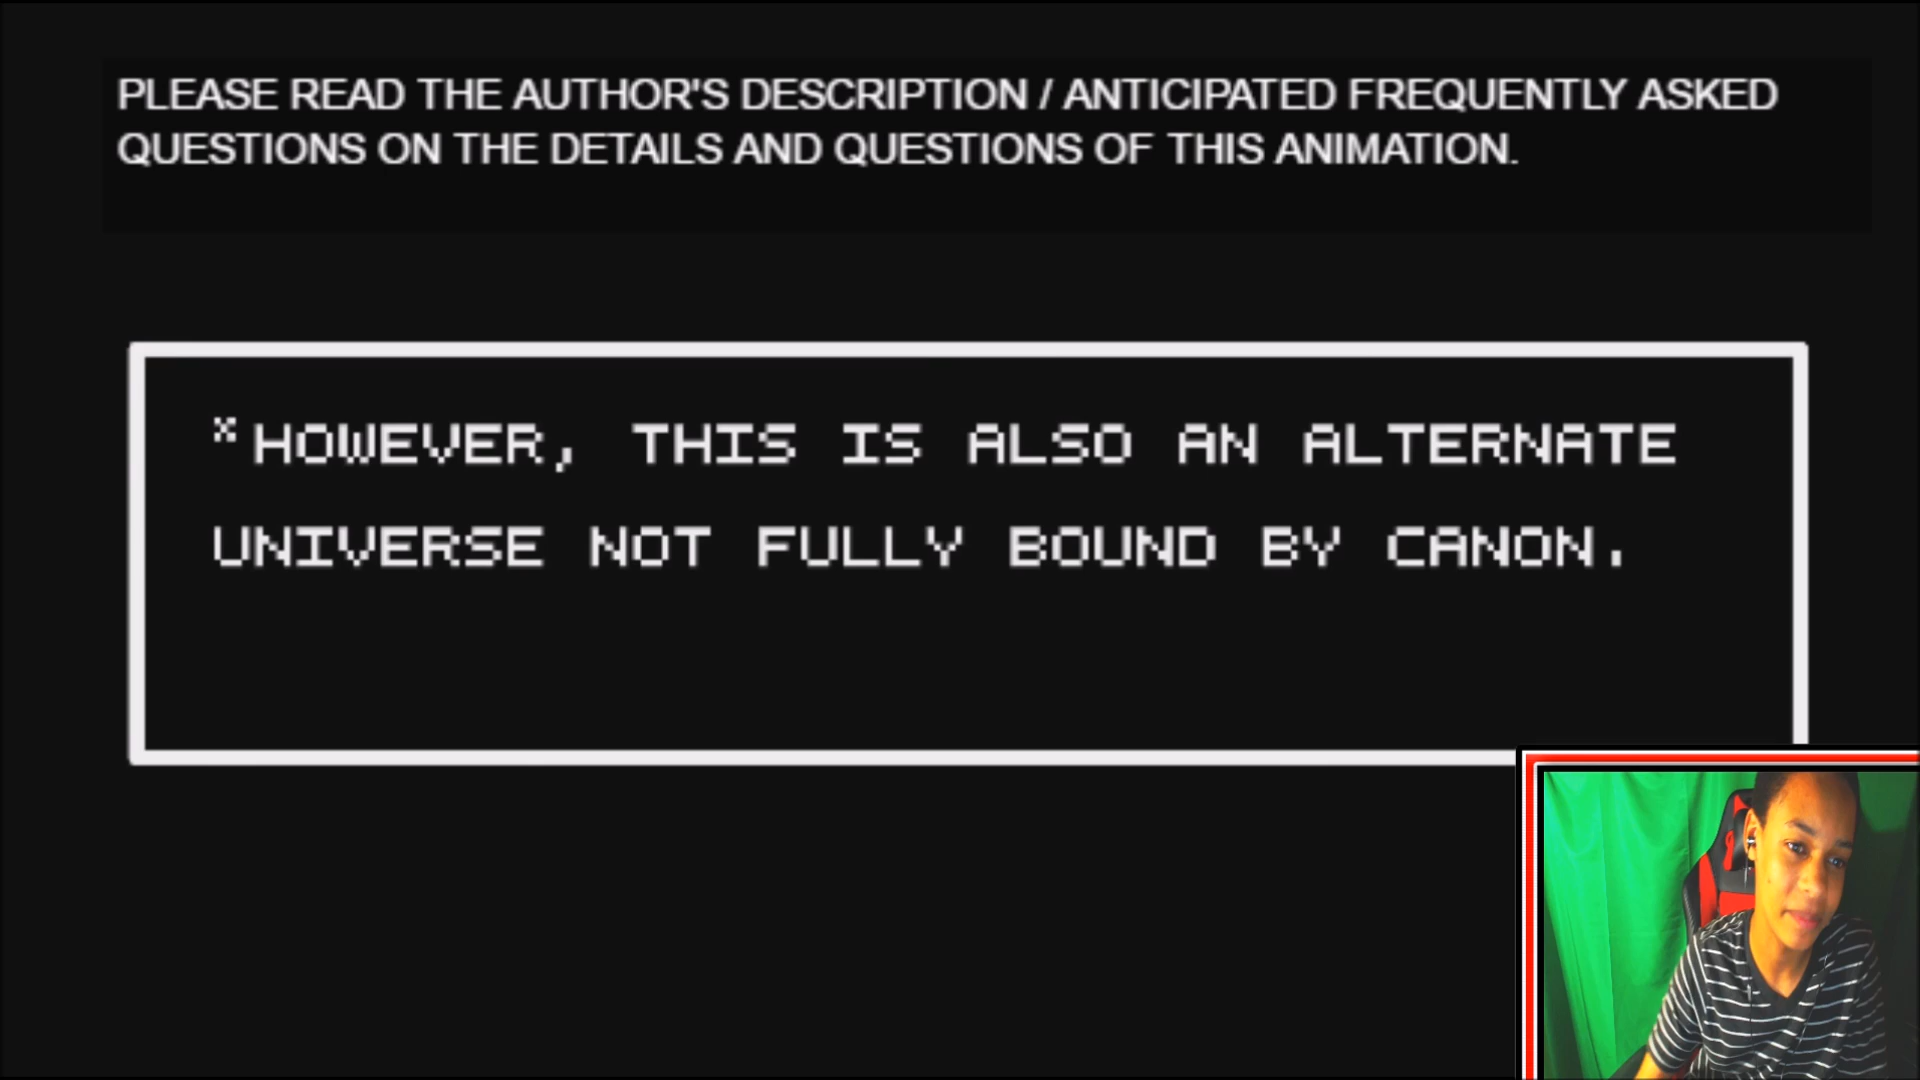 PLEASE READ THE AUTHOR'S DESCRIPTION / ANTICIPATED FREQUENTLY ASKED
QUESTIONS ON THE DETAILS AND QUESTIONS OF THIS ANIMATION.
*HOWEVER, THIS IS ALSO AN ALTERNATE
UNIVERSE NOT FULLY BOUND BY CANON.